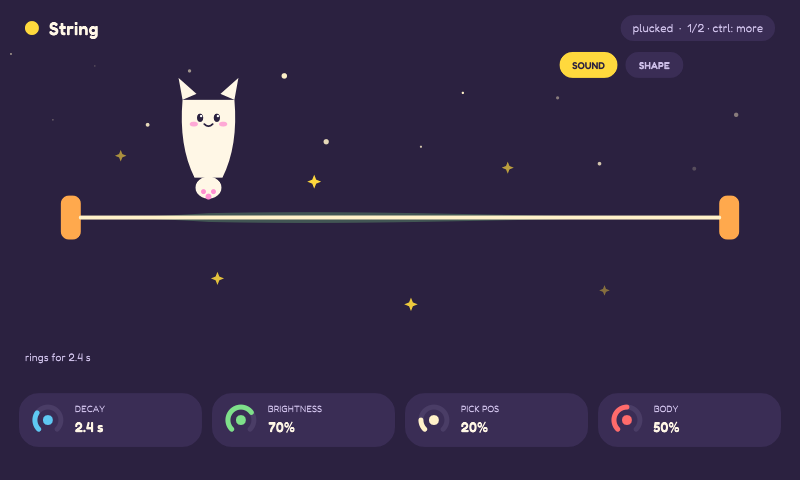 String
plucked · 1/2 · ctrl: more
SOUND SHAPE
rings for 2.4 s
DECAY
2.4 s
BRIGHTNESS
70%
PICK POS
20%
BODY
50%